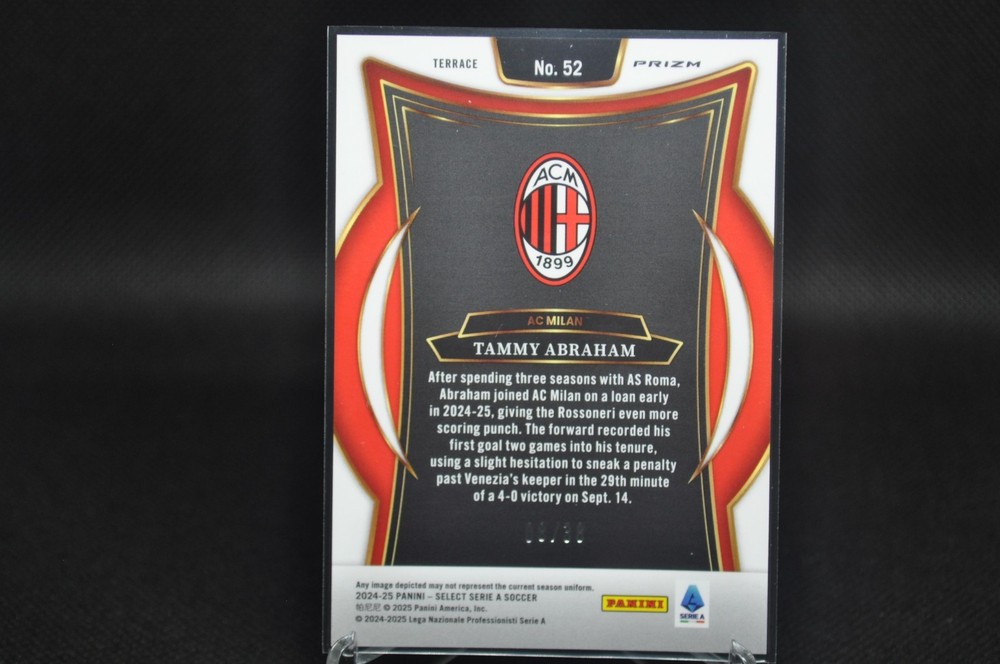 TERRACE
No. 52
PRIZM
ACM
1899
AC MILAN
TAMMY ABRAHAM
After spending three seasons with AS Roma,
Abraham joined AC Milan on a loan early
in 2024-25, giving the Rossoneri even more
scoring punch. The forward recorded his
first goal two games into his tenure,
using a slight hesitation to sneak a penalty
past Venezia's keeper in the 29th minute
of a 4-0 victory on Sept. 14.
Any image depicted may not represent the current season uniform.
2024-25 PANINI – SELECT SERIE A SOCCER
帕尼尼 © 2025 Panini America, Inc.
© 2024-2025 Lega Nazionale Professionisti Serie A
PANINI
SERIE A